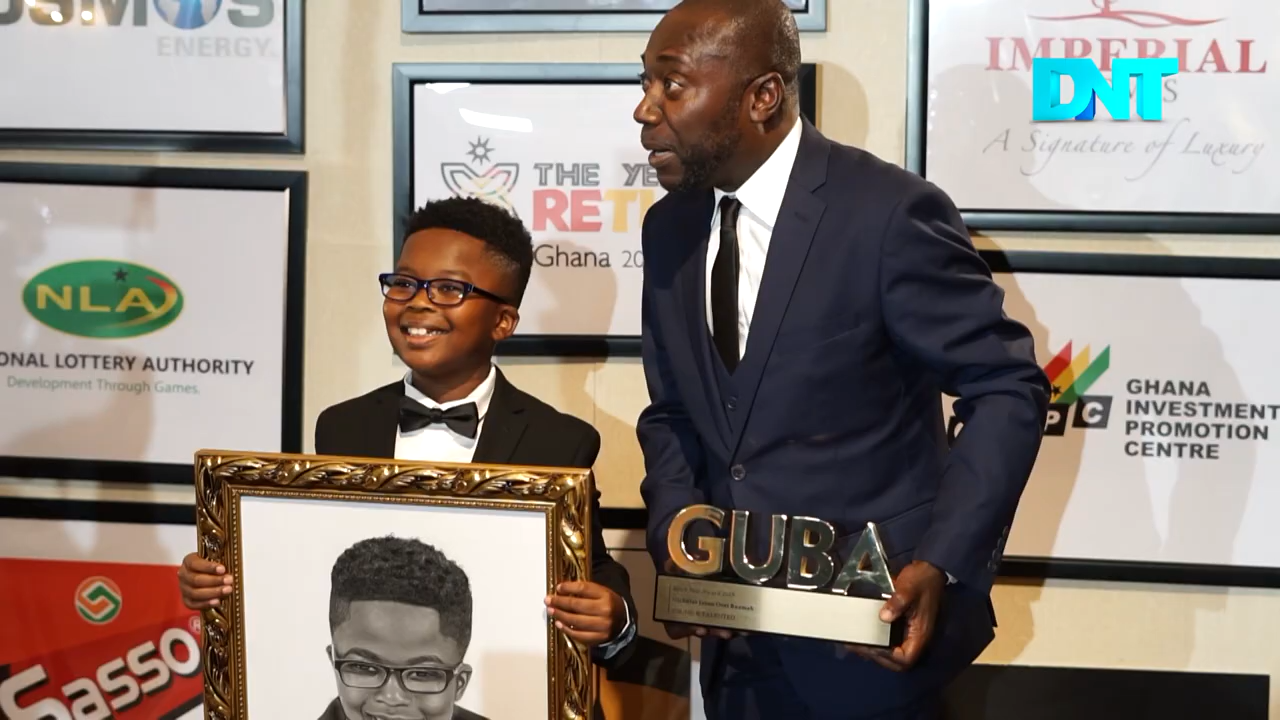 ENERGY
IMPERIAL
DNT
A Signature of Luxury
THE YE
RET
Ghana 20
NLA
ONAL LOTTERY AUTHORITY
Development Through Games.
GHANA
INVESTMENT
PROMOTION
CENTRE
P C
GUBA
Sasso